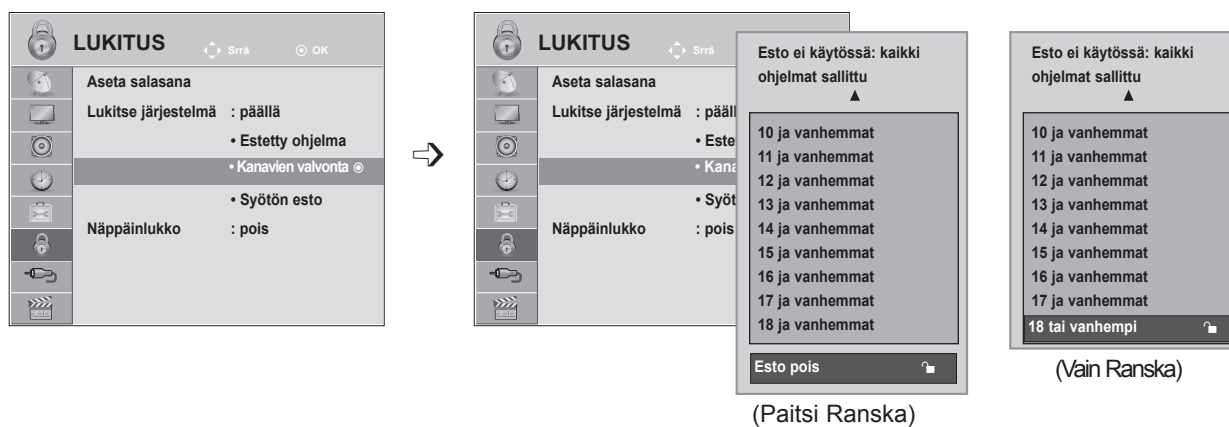 LUKITUS
Srrä
OK
Aseta salasana
Lukitse järjestelmä : päällä
• Estetty ohjelma
• Kanavien valvonta
• Syötön esto
Näppäinlukko : pois
LUKITUS
Srrä
Aseta salasana
Lukitse järjestelmä : pääll
• Este
• Kana
• Syöt
Näppäinlukko : pois
Esto ei käytössä: kaikki
ohjelmat sallittu
10 ja vanhemmat
11 ja vanhemmat
12 ja vanhemmat
13 ja vanhemmat
14 ja vanhemmat
15 ja vanhemmat
16 ja vanhemmat
17 ja vanhemmat
18 ja vanhemmat
Esto pois
(Paitsi Ranska)
Esto ei käytössä: kaikki
ohjelmat sallittu
10 ja vanhemmat
11 ja vanhemmat
12 ja vanhemmat
13 ja vanhemmat
14 ja vanhemmat
15 ja vanhemmat
16 ja vanhemmat
17 ja vanhemmat
18 tai vanhempi
(Vain Ranska)